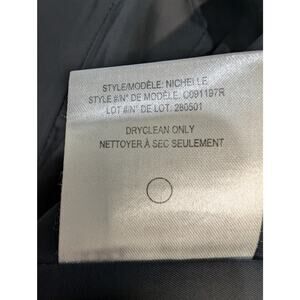 STYLE/MODÈLE: NICHELLE
STYLE #/N° DE MODÈLE: C091197R
LOT #/N° DE LOT: 280501
DRYCLEAN ONLY
NETTOYER À SEC SEULEMENT